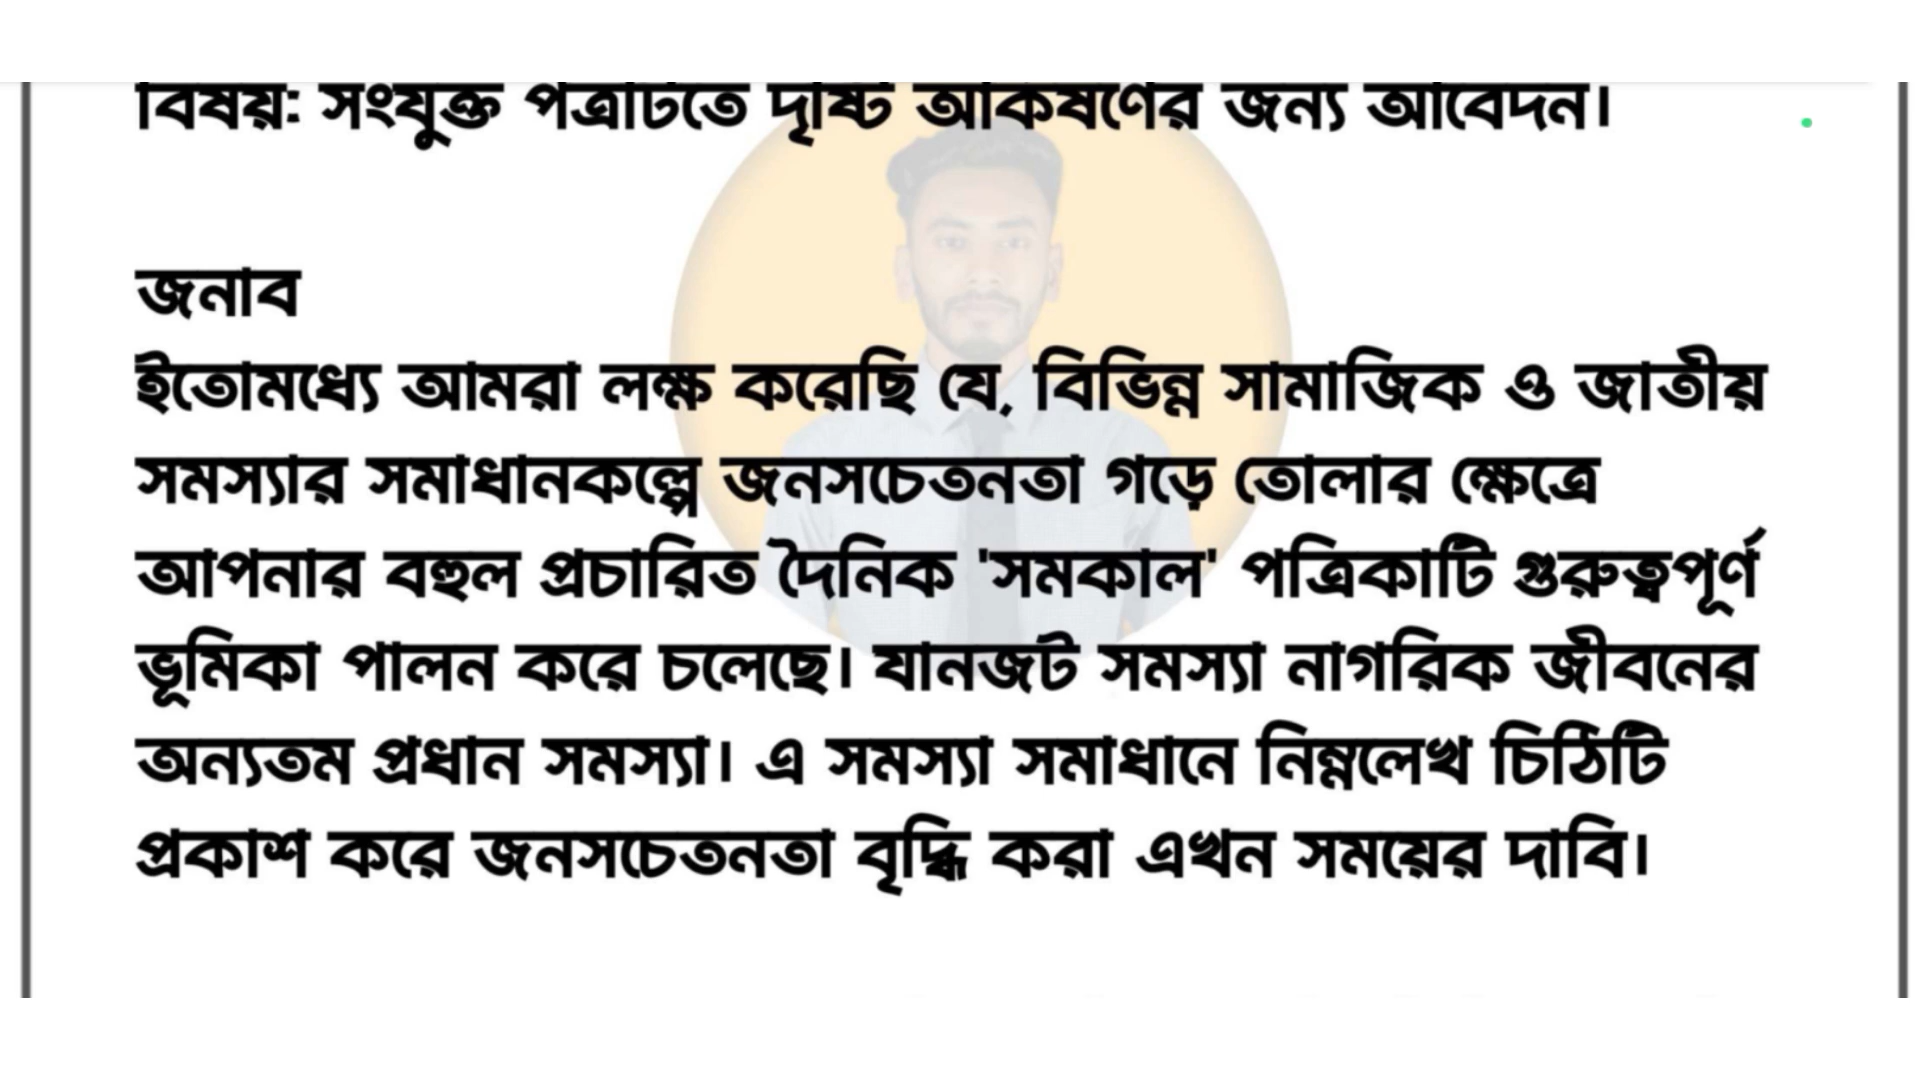 বিষয়: সংযুক্ত পত্রটিতে দৃষ্টি আকর্ষণের জন্য আবেদন।
জনাব
ইতোমধ্যে আমরা লক্ষ করেছি যে, বিভিন্ন সামাজিক ও জাতীয়
সমস্যার সমাধানকল্পে জনসচেতনতা গড়ে তোলার ক্ষেত্রে
আপনার বহুল প্রচারিত দৈনিক 'সমকাল' পত্রিকাটি গুরুত্বপূর্ণ
ভূমিকা পালন করে চলেছে। যানজট সমস্যা নাগরিক জীবনের
অন্যতম প্রধান সমস্যা। এ সমস্যা সমাধানে নিম্নলেখ চিঠিটি
প্রকাশ করে জনসচেতনতা বৃদ্ধি করা এখন সময়ের দাবি।